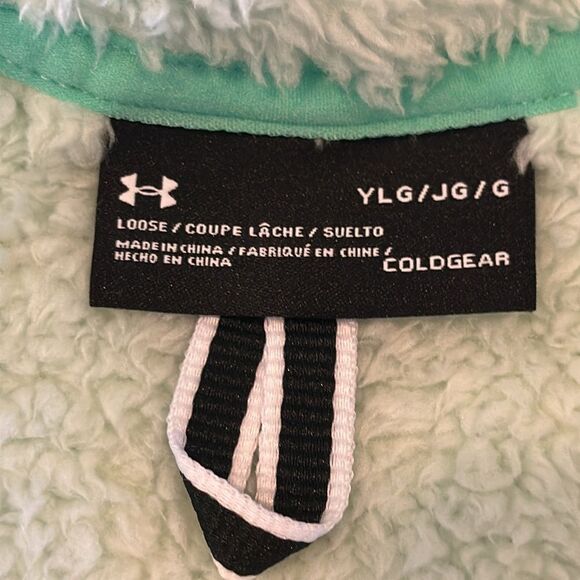 YLG/JG/G
LOOSE / COUPE LÂCHE / SUELTO
MADE IN CHINA / FABRIQUÉ EN CHINE /
HECHO EN CHINA
COLDGEAR